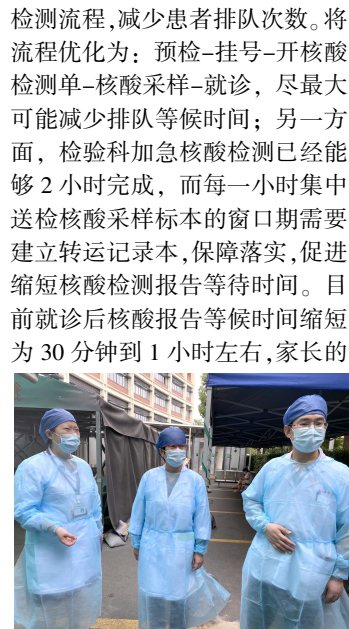 检测流程,减少患者排队次数。将
流程优化为：预检–挂号–开核酸
检测单–核酸采样–就诊，尽最大
可能减少排队等候时间；另一方
面，检验科加急核酸检测已经能
够 2 小时完成，而每一小时集中
送检核酸采样标本的窗口期需要
建立转运记录本,保障落实,促进
缩短核酸检测报告等待时间。目
前就诊后核酸报告等候时间缩短
为 30 分钟到 1 小时左右,家长的